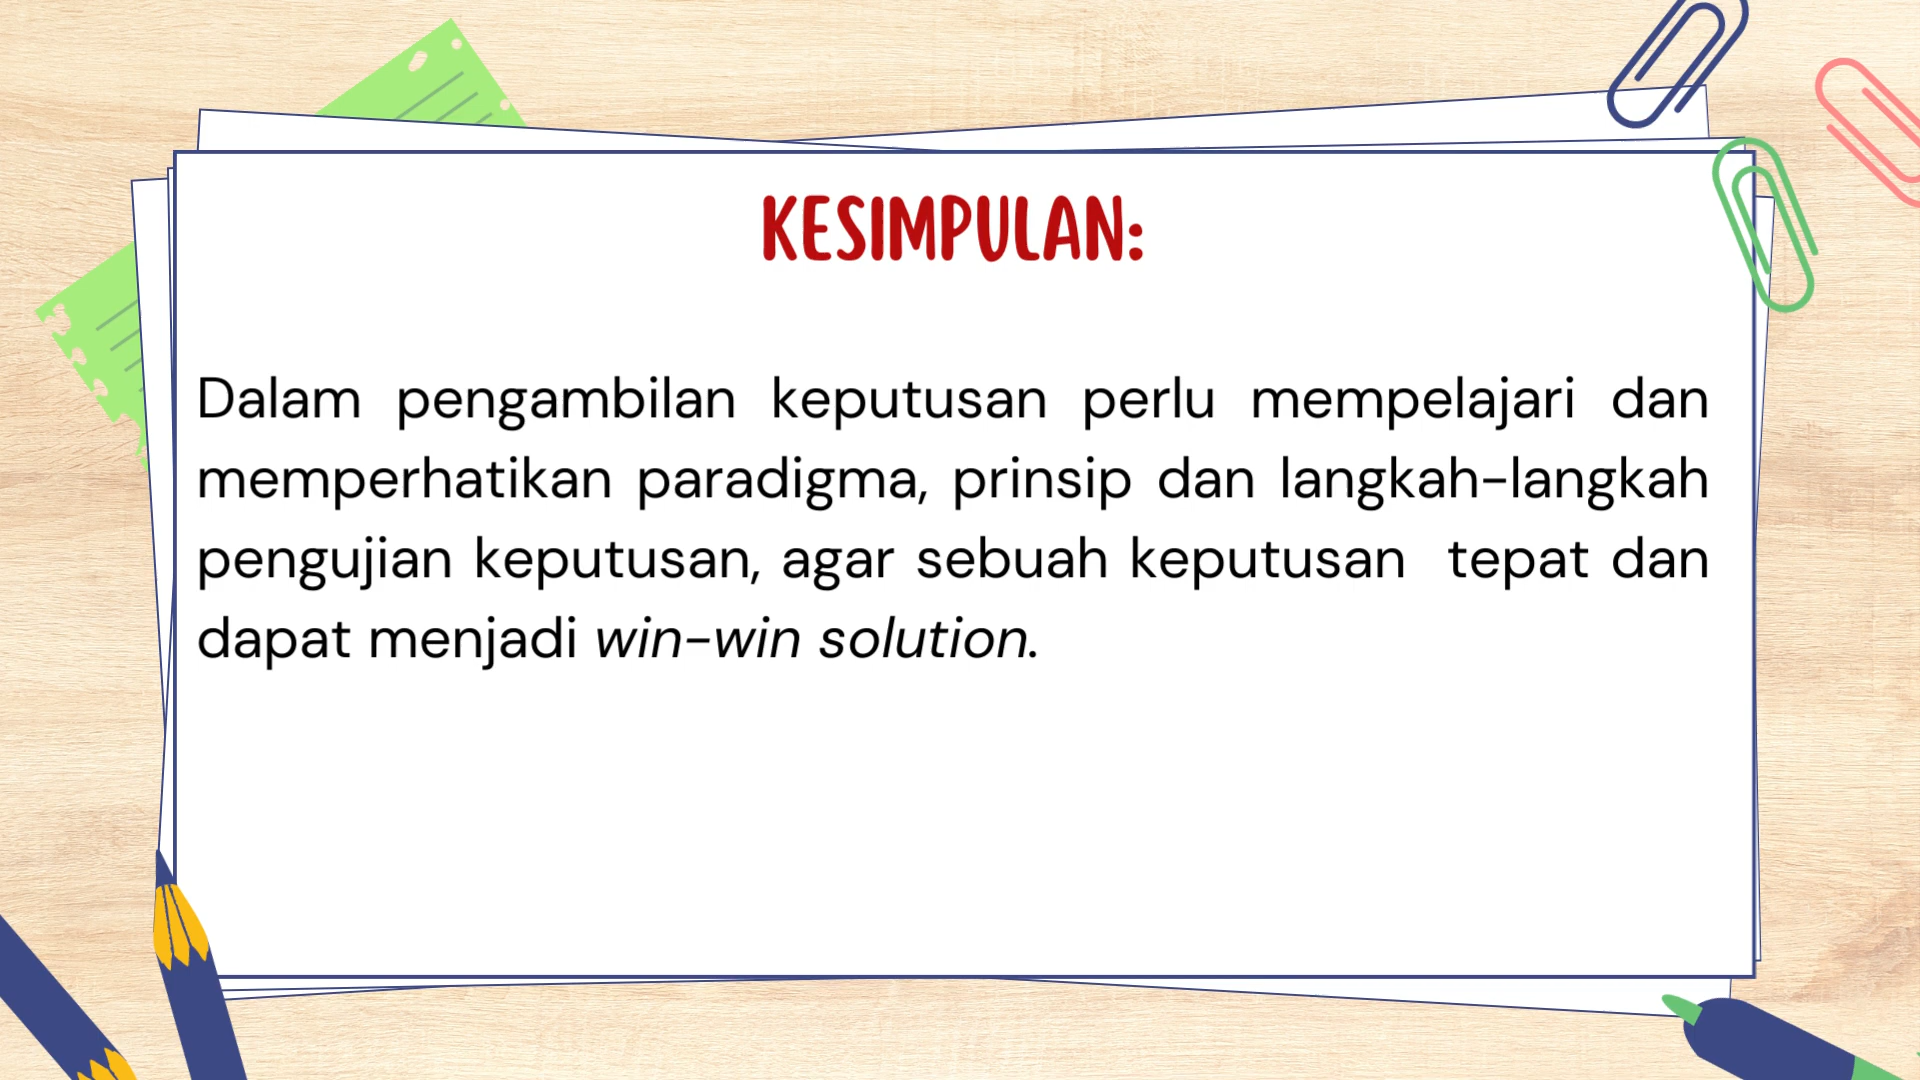 KESIMPULAN:
Dalam pengambilan keputusan perlu mempelajari dan
memperhatikan paradigma, prinsip dan langkah-langkah
pengujian keputusan, agar sebuah keputusan  tepat dan
dapat menjadi win-win solution.